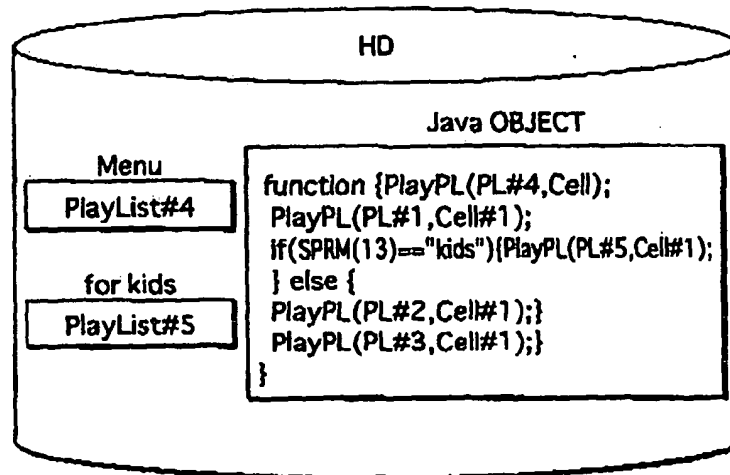 HD
Java OBJECT
Menu
PlayList#4
for kids
PlayList#5
function {PlayPL(PL#4,Cell);
PlayPL(PL#1,Cell#1);
if(SPRM(13)=="kids"){PlayPL(PL#5,Cell#1);
} else {
PlayPL(PL#2,Cell#1);}
PlayPL(PL#3,Cell#1);}
}